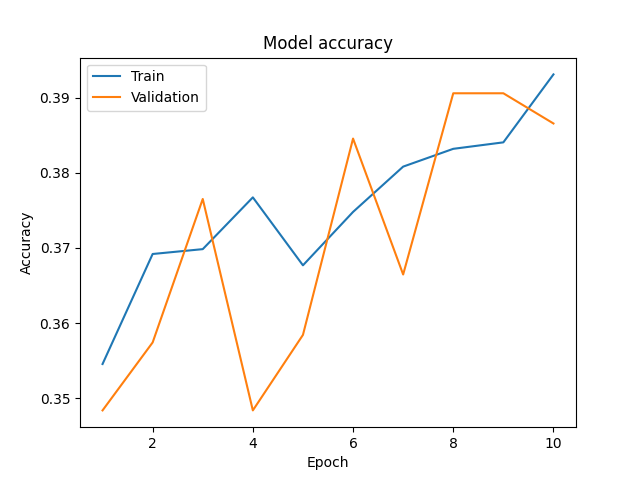 Model accuracy
Train
Validation
0.39
0.38
0.37
0.36
0.35
Accuracy
2 4 6 8 10
Epoch